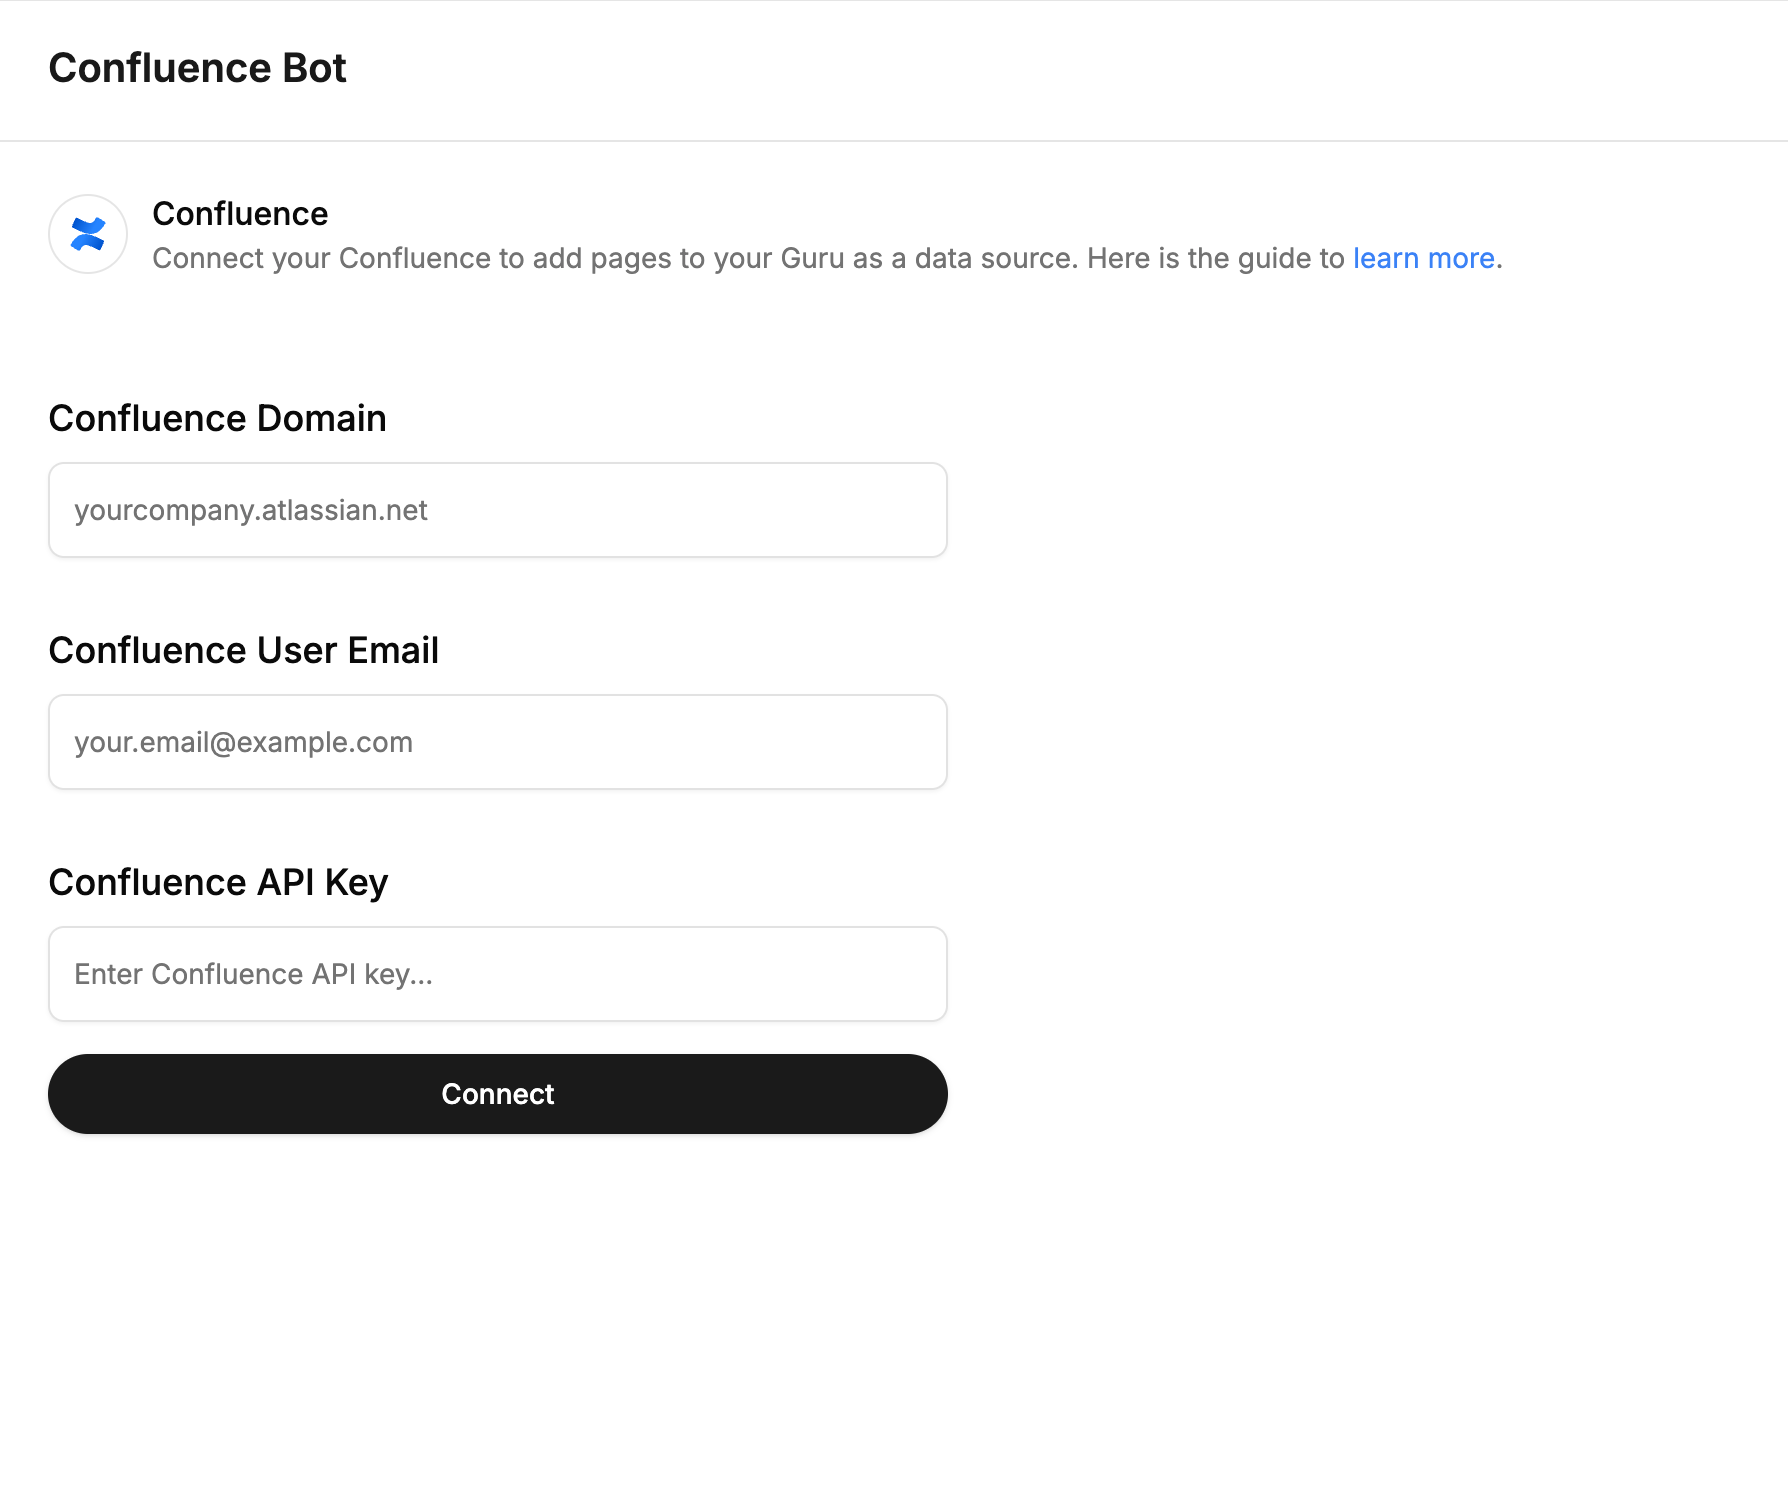 Confluence Bot
Confluence
Connect your Confluence to add pages to your Guru as a data source. Here is the guide to learn more.
Confluence Domain
yourcompany.atlassian.net
Confluence User Email
your.email@example.com
Confluence API Key
Enter Confluence API key...
Connect